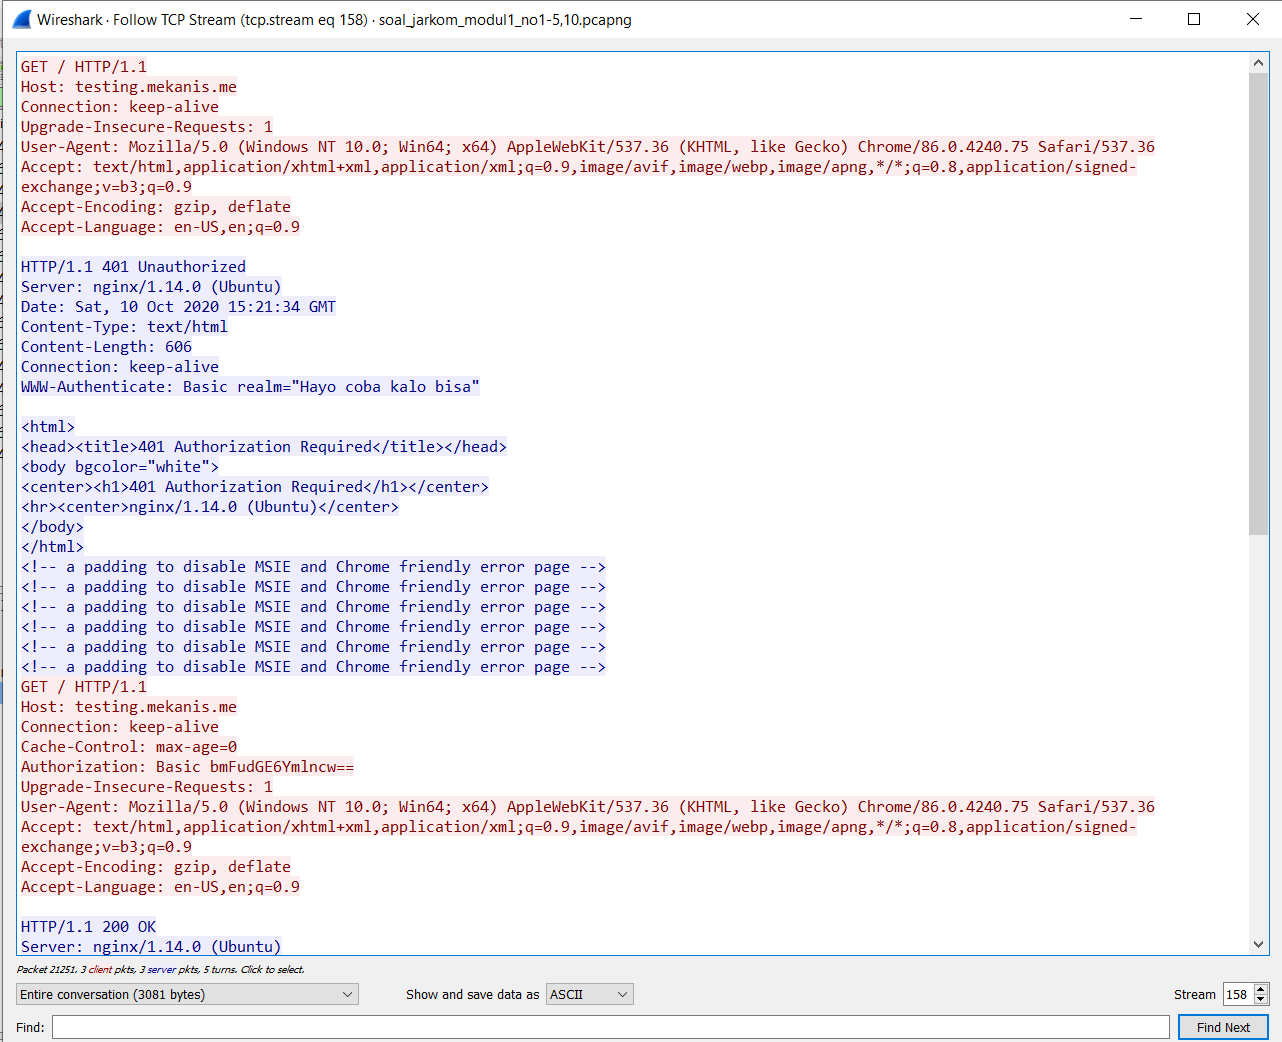 Wireshark · Follow TCP Stream (tcp.stream eq 158) · soal_jarkom_modul1_no1-5,10.pcapng
GET / HTTP/1.1
Host: testing.mekanis.me
Connection: keep-alive
Upgrade-Insecure-Requests: 1
User-Agent: Mozilla/5.0 (Windows NT 10.0; Win64; x64) AppleWebKit/537.36 (KHTML, like Gecko) Chrome/86.0.4240.75 Safari/537.36
Accept: text/html,application/xhtml+xml,application/xml;q=0.9,image/avif,image/webp,image/apng,*/*;q=0.8,application/signed-
exchange;v=b3;q=0.9
Accept-Encoding: gzip, deflate
Accept-Language: en-US,en;q=0.9
HTTP/1.1 401 Unauthorized
Server: nginx/1.14.0 (Ubuntu)
Date: Sat, 10 Oct 2020 15:21:34 GMT
Content-Type: text/html
Content-Length: 606
Connection: keep-alive
WWW-Authenticate: Basic realm="Hayo coba kalo bisa"
<html>
<head><title>401 Authorization Required</title></head>
<body bgcolor="white">
<center><h1>401 Authorization Required</h1></center>
<hr><center>nginx/1.14.0 (Ubuntu)</center>
</body>
</html>
<!-- a padding to disable MSIE and Chrome friendly error page -->
<!-- a padding to disable MSIE and Chrome friendly error page -->
<!-- a padding to disable MSIE and Chrome friendly error page -->
<!-- a padding to disable MSIE and Chrome friendly error page -->
<!-- a padding to disable MSIE and Chrome friendly error page -->
<!-- a padding to disable MSIE and Chrome friendly error page -->
GET / HTTP/1.1
Host: testing.mekanis.me
Connection: keep-alive
Cache-Control: max-age=0
Authorization: Basic bmFudGE6Ymlncw==
Upgrade-Insecure-Requests: 1
User-Agent: Mozilla/5.0 (Windows NT 10.0; Win64; x64) AppleWebKit/537.36 (KHTML, like Gecko) Chrome/86.0.4240.75 Safari/537.36
Accept: text/html,application/xhtml+xml,application/xml;q=0.9,image/avif,image/webp,image/apng,*/*;q=0.8,application/signed-
exchange;v=b3;q=0.9
Accept-Encoding: gzip, deflate
Accept-Language: en-US,en;q=0.9
HTTP/1.1 200 OK
Server: nginx/1.14.0 (Ubuntu)
Packet 21251. 3 client pkts, 3 server pkts, 5 turns. Click to select.
Entire conversation (3081 bytes)
Show and save data as ASCII
Stream 158
Find:
Find Next